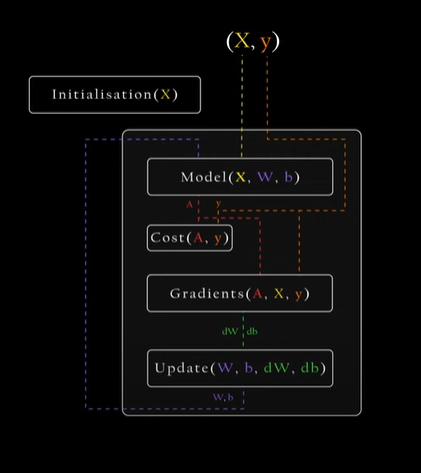 (X, y)
Initialisation(X)
Model(X, W, b)
A y
Cost(A, y)
Gradients(A, X, y)
dW db
Update(W, b, dW, db)
W, b